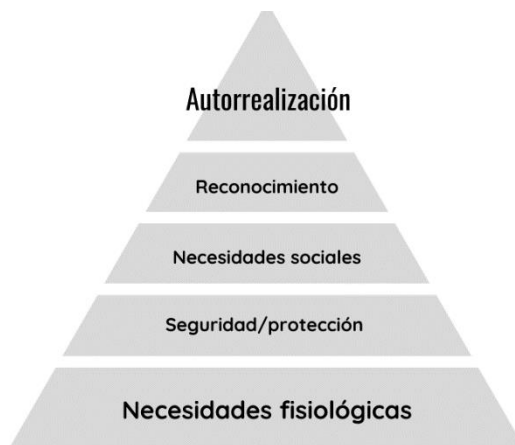 Autorrealización
Reconocimiento
Necesidades sociales
Seguridad/protección
Necesidades fisiológicas